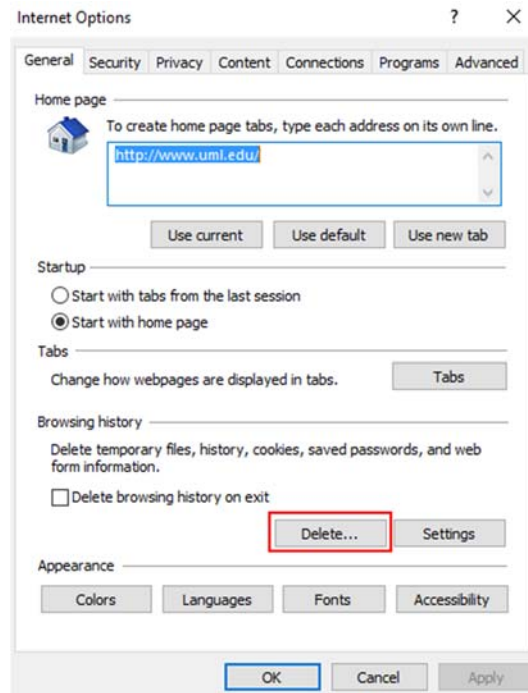 Internet Options ? X
General Security Privacy Content Connections Programs Advanced
Home page
To create home page tabs, type each address on its own line.
http://www.uml.edu/
Use current Use default Use new tab
Startup
Start with tabs from the last session
Start with home page
Tabs
Change how webpages are displayed in tabs. Tabs
Browsing history
Delete temporary files, history, cookies, saved passwords, and web
form information.
Delete browsing history on exit
Delete... Settings
Appearance
Colors Languages Fonts Accessibility
OK Cancel Apply